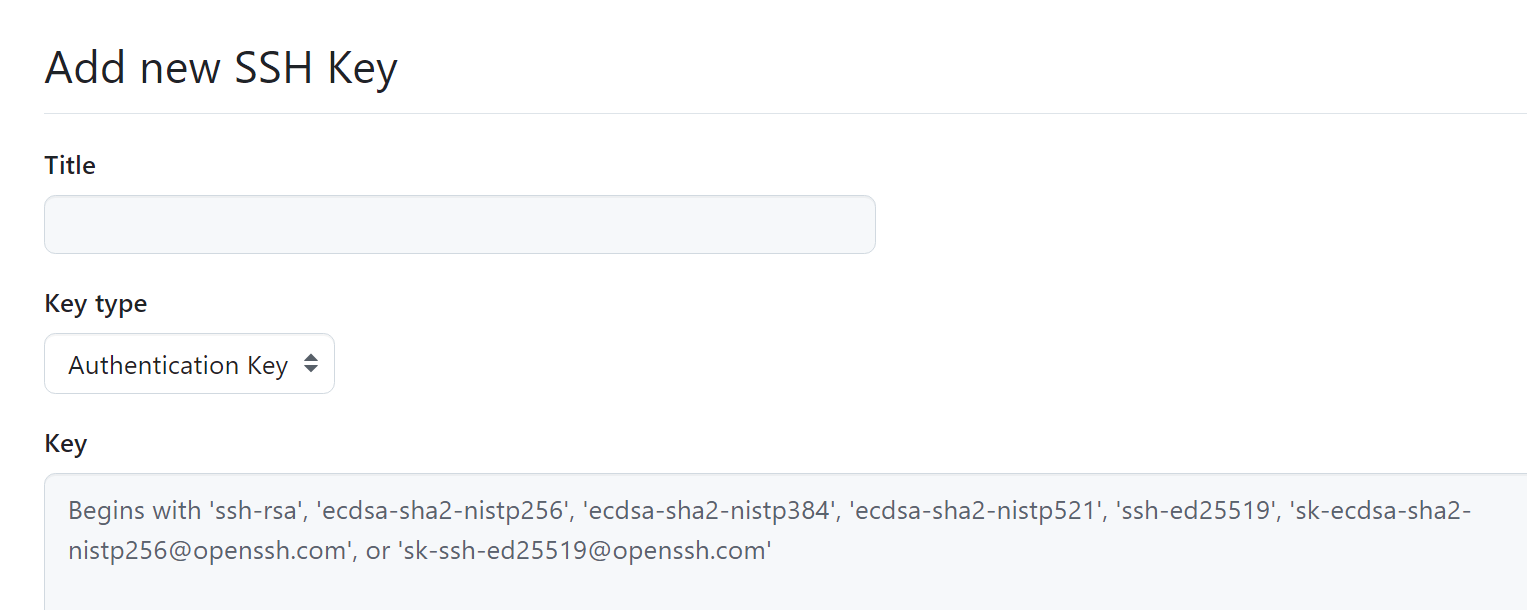 Add new SSH Key
Title
Key type
Authentication Key
Key
Begins with 'ssh-rsa', 'ecdsa-sha2-nistp256', 'ecdsa-sha2-nistp384', 'ecdsa-sha2-nistp521', 'ssh-ed25519', 'sk-ecdsa-sha2-
nistp256@openssh.com', or 'sk-ssh-ed25519@openssh.com'